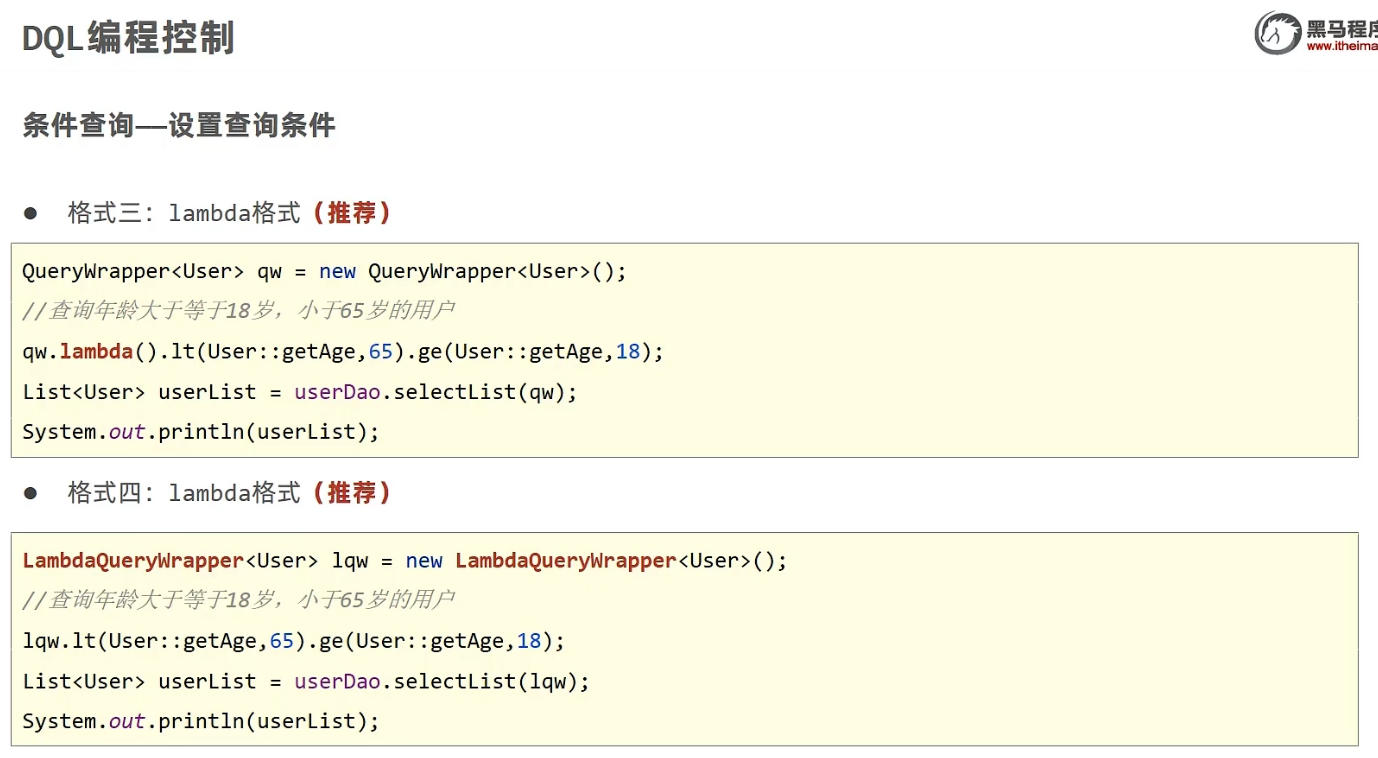 DQL编程控制
黑马程序
www.itheima
条件查询——设置查询条件
● 格式三：lambda格式（推荐）
QueryWrapper<User> qw = new QueryWrapper<User>();
//查询年龄大于等于18岁，小于65岁的用户
qw.lambda().lt(User::getAge,65).ge(User::getAge,18);
List<User> userList = userDao.selectList(qw);
System.out.println(userList);
● 格式四：lambda格式（推荐）
LambdaQueryWrapper<User> lqw = new LambdaQueryWrapper<User>();
//查询年龄大于等于18岁，小于65岁的用户
lqw.lt(User::getAge,65).ge(User::getAge,18);
List<User> userList = userDao.selectList(lqw);
System.out.println(userList);